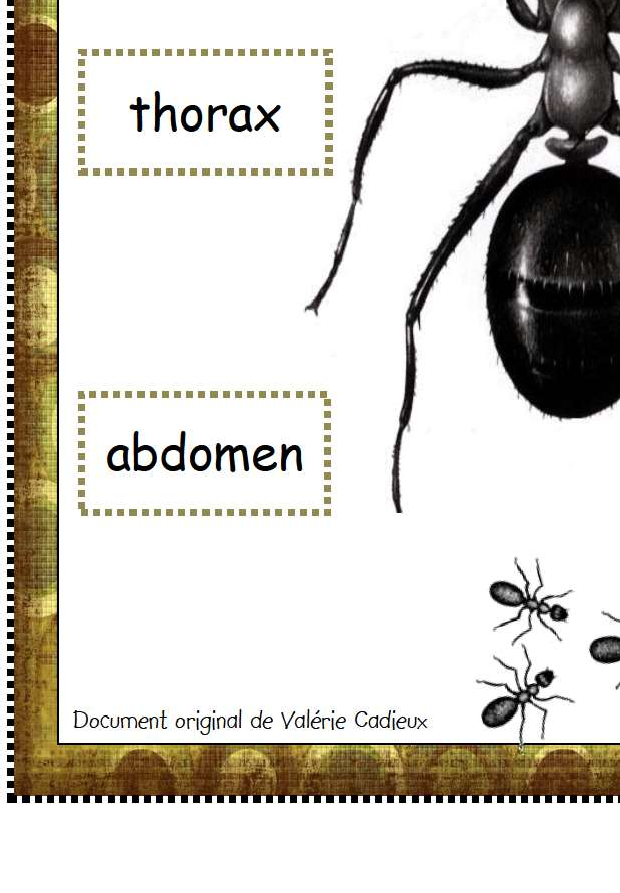 thorax
abdomen
Document original de Valérie Cadieux